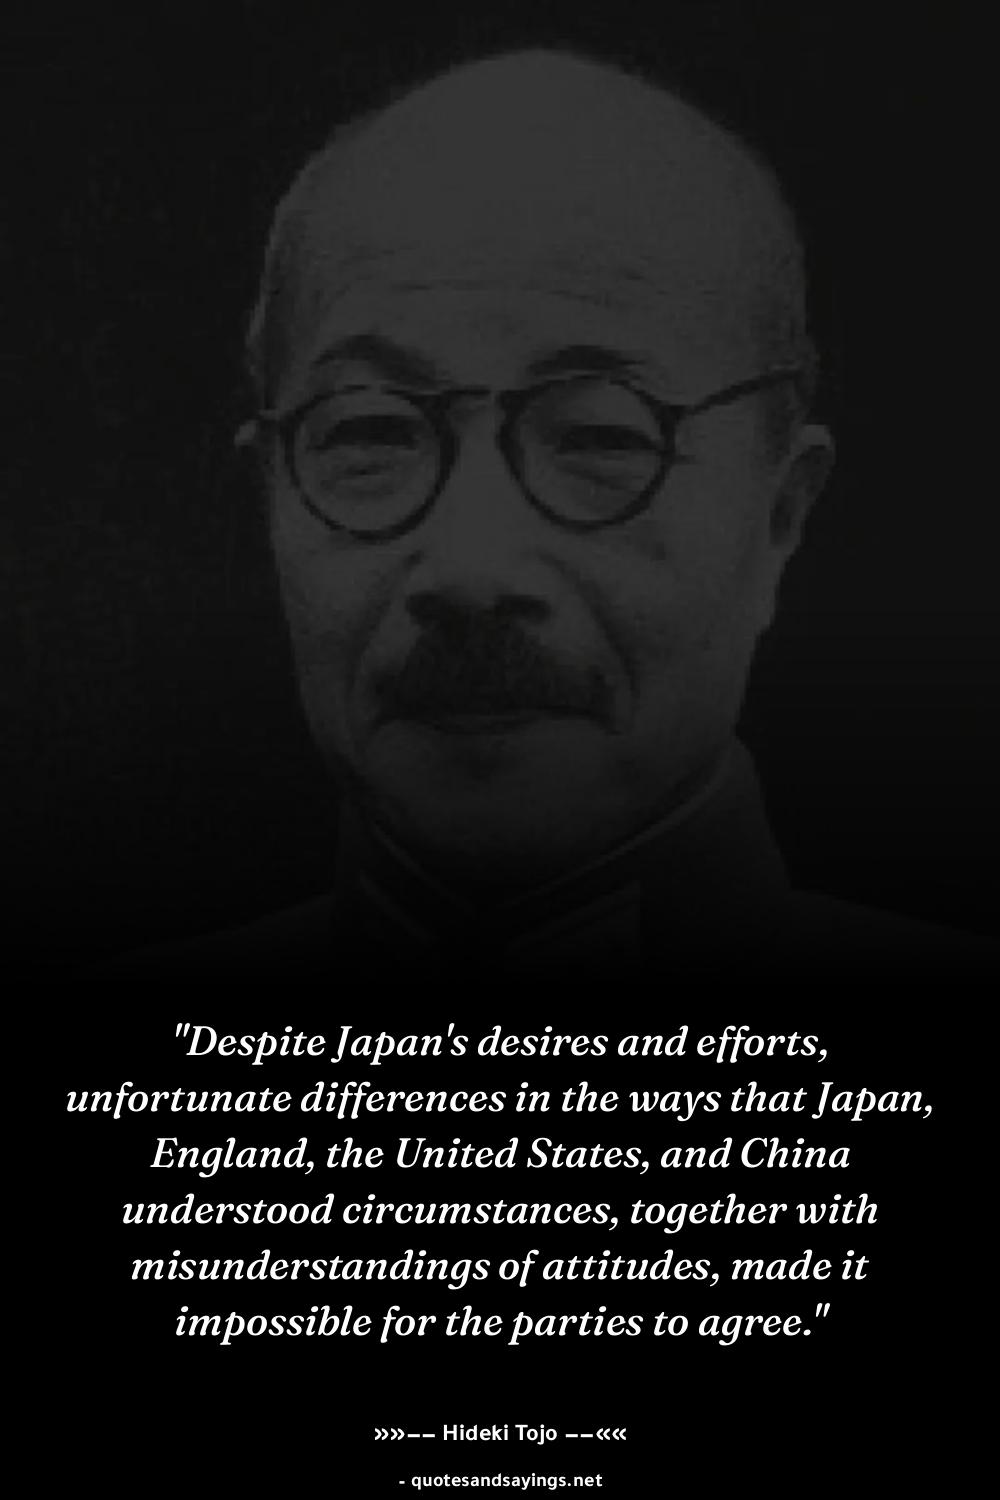 "Despite Japan's desires and efforts,
unfortunate differences in the ways that Japan,
England, the United States, and China
understood circumstances, together with
misunderstandings of attitudes, made it
impossible for the parties to agree."
»»−− Hideki Tojo −−««
- quotesandsayings.net